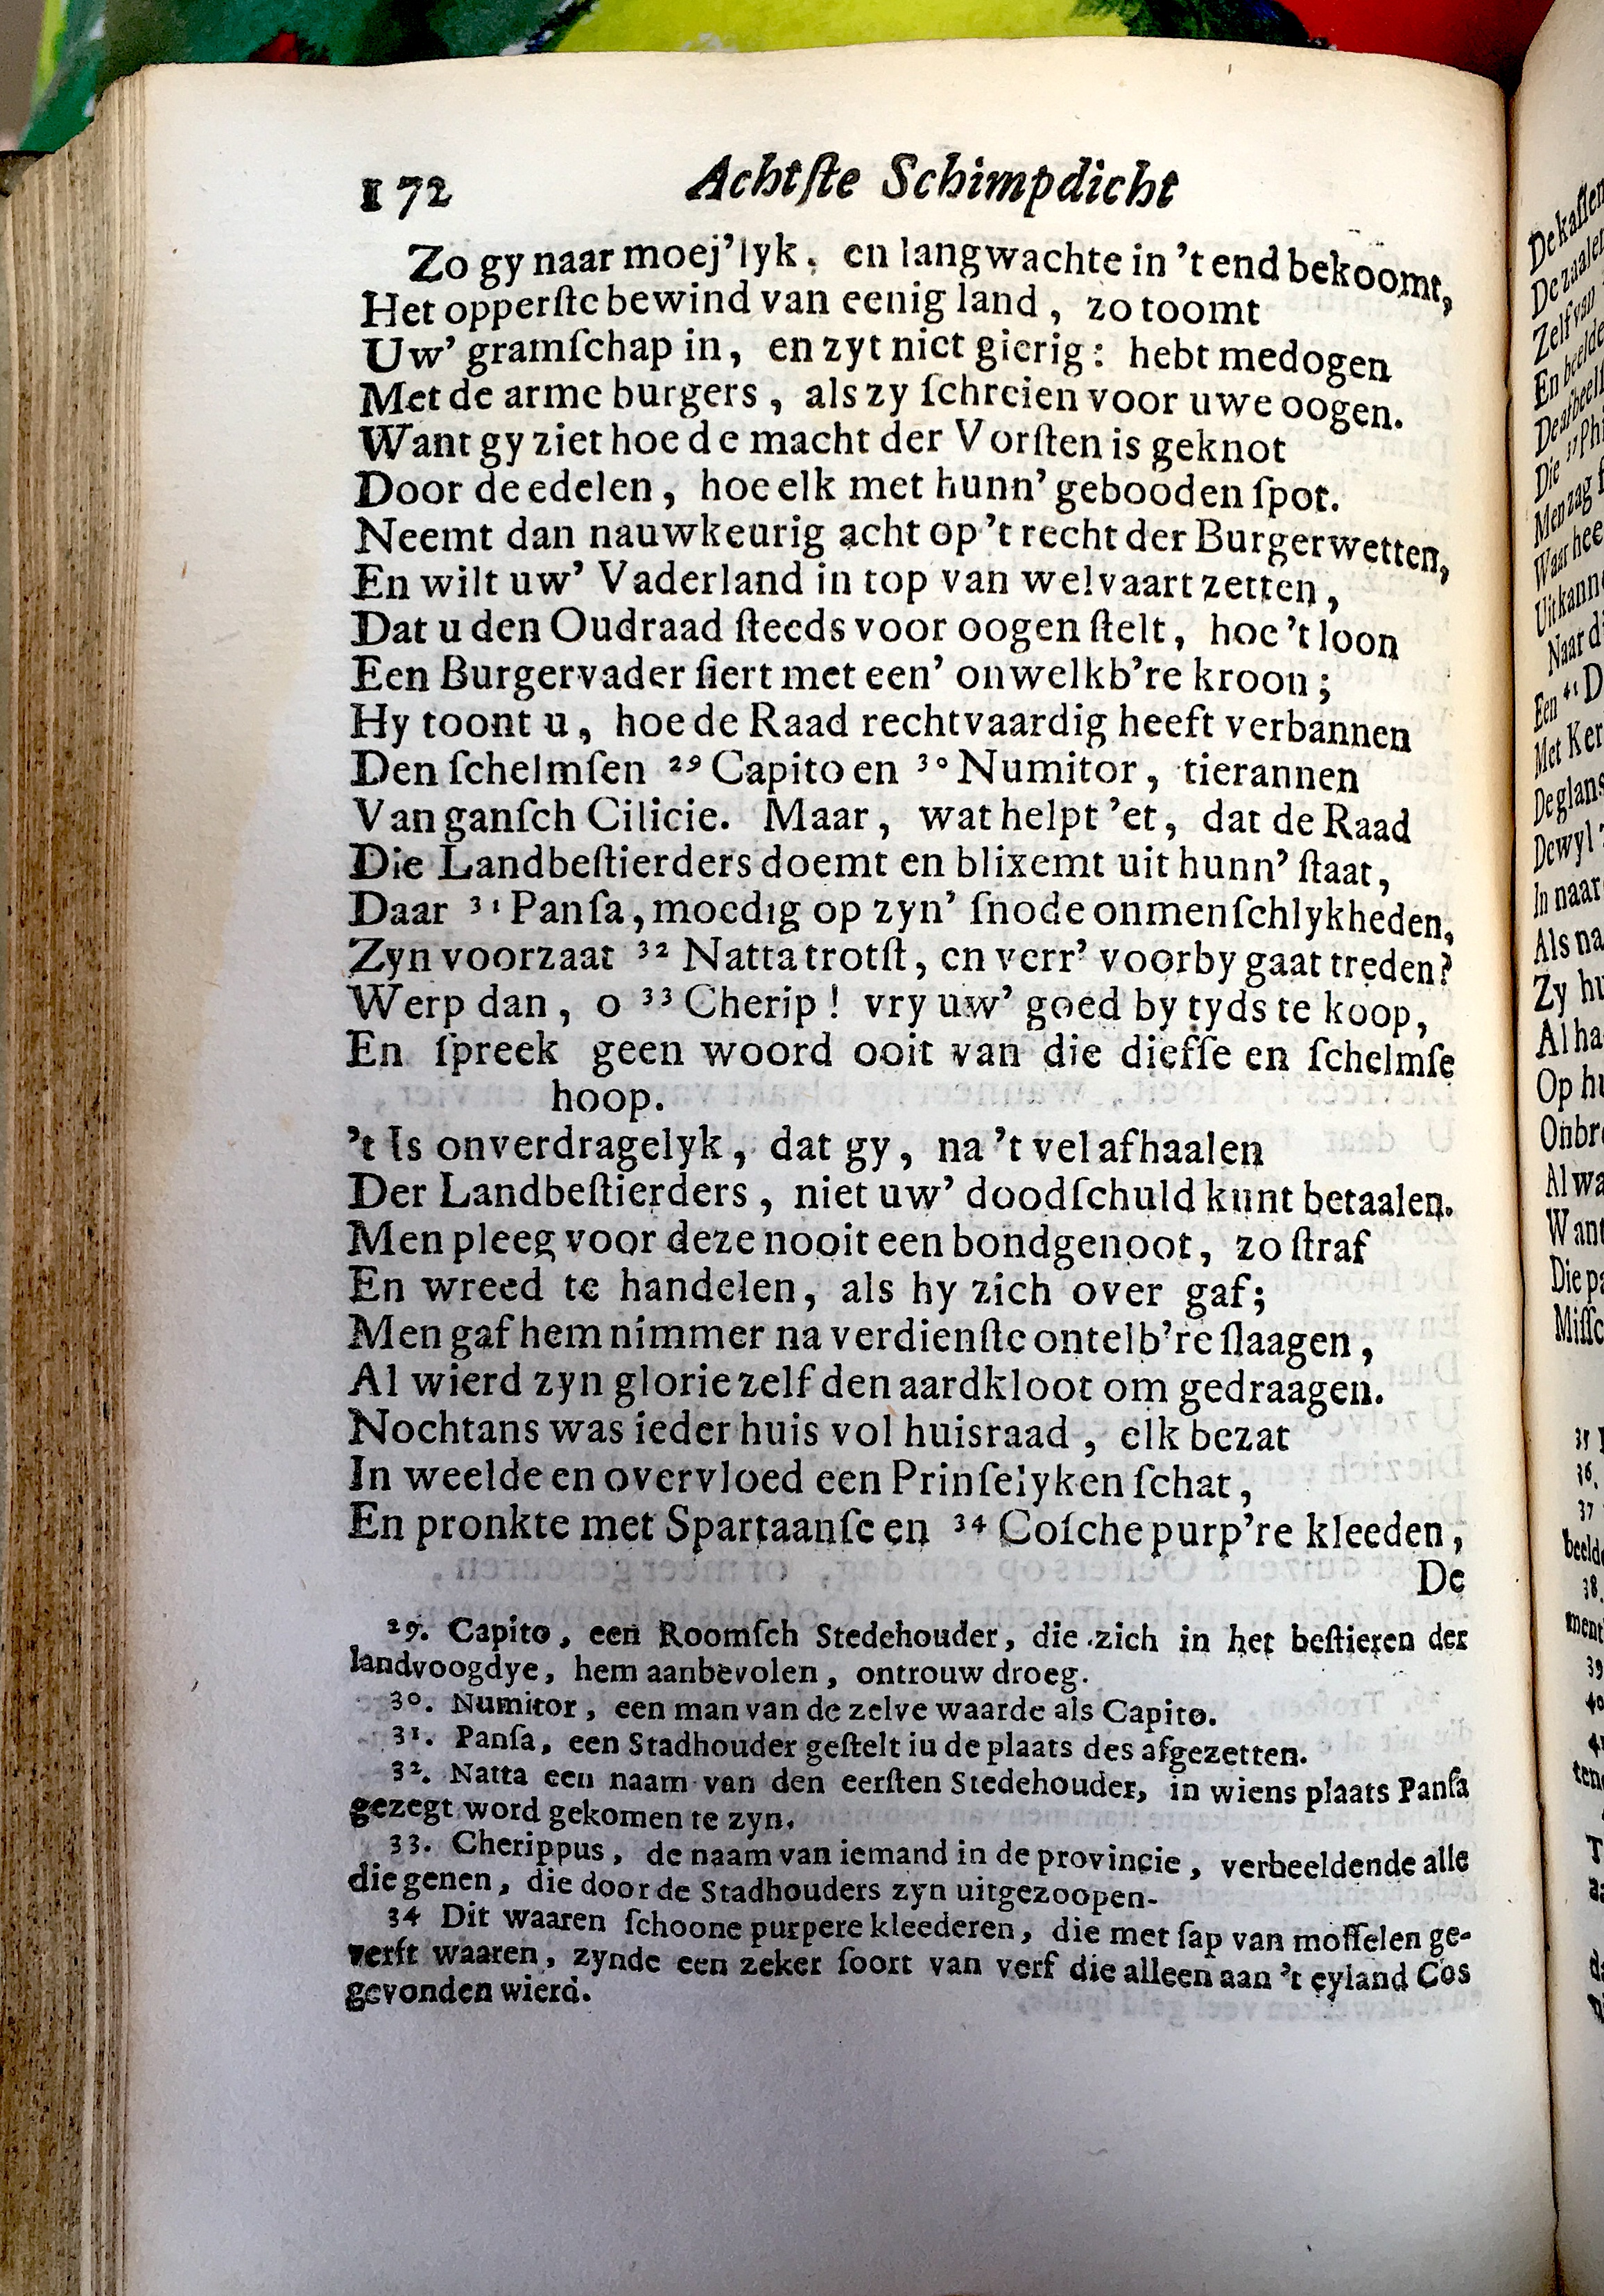 172 Achtſte Schimpdicht
Zo gy naar moej'lyk, en lang wachte in 't end bekoomt,
Het opperſte bewind van eenig land, zo toomt
Uw' gramſchap in, en zyt niet gierig: hebt medogen
Met de arme burgers, als zy ſchreien voor uwe oogen.
Want gy ziet hoe de macht der Vorſten is geknot
Door de edelen, hoe elk met hunn' gebooden ſpot.
Neemt dan nauwkeurig acht op 't recht der Burgerwetten,
En wilt uw' Vaderland in top van welvaart zetten,
Dat u den Oudraad ſteeds voor oogen ſtelt, hoe 't loon
Een Burgervader ſiert met een' onwelkb're kroon;
Hy toont u, hoe de Raad rechtvaardig heeft verbannen
Den ſchelmſen 29 Capito en 30 Numitor, tierannen
Van ganſch Cilicie. Maar, wat helpt 'et, dat de Raad
Die Landbeſtierders doemt en blixemt uit hunn' ſtaat,
Daar 31 Panſa, moedig op zyn' ſnode onmenſchlykheden,
Zyn voorzaat 32 Natta trotſt, en verr' voorby gaat treden?
Werp dan, o 33 Cherip! vry uw' goed by tyds te koop,
En ſpreek geen woord ooit van die diefſe en ſchelmſe
hoop.
't Is onverdragelyk, dat gy, na 't vel afhaalen
Der Landbeſtierders, niet uw' doodſchuld kunt betaalen.
Men pleeg voor deze nooit een bondgenoot, zo ſtraf
En wreed te handelen, als hy zich over gaf;
Men gaf hem nimmer na verdienſte ontelb're ſlaagen,
Al wierd zyn glorie zelf den aardkloot om gedraagen.
Nochtans was ieder huis vol huisraad, elk bezat
In weelde en overvloed een Prinſelyken ſchat,
En pronkte met Spartaanſe en 34 Coſche purp're kleeden,
De
29. Capito, een Roomſch Stedehouder, die zich in het beſtieren der
landvoogdye, hem aanbevolen, ontrouw droeg.
30. Numitor, een man van de zelve waarde als Capito.
31. Panſa, een Stadhouder geſtelt iu de plaats des afgezetten.
32. Natta een naam van den eerſten Stedehouder, in wiens plaats Panſa
gezegt word gekomen te zyn.
33. Cherippus, de naam van iemand in de provincie, verbeeldende alle
die genen, die door de Stadhouders zyn uitgezoopen.
34 Dit waaren ſchoone purpere kleederen, die met ſap van moſſelen ge-
verft waaren, zynde een zeker ſoort van verf die alleen aan 't eyland Cos
gevonden wierd.